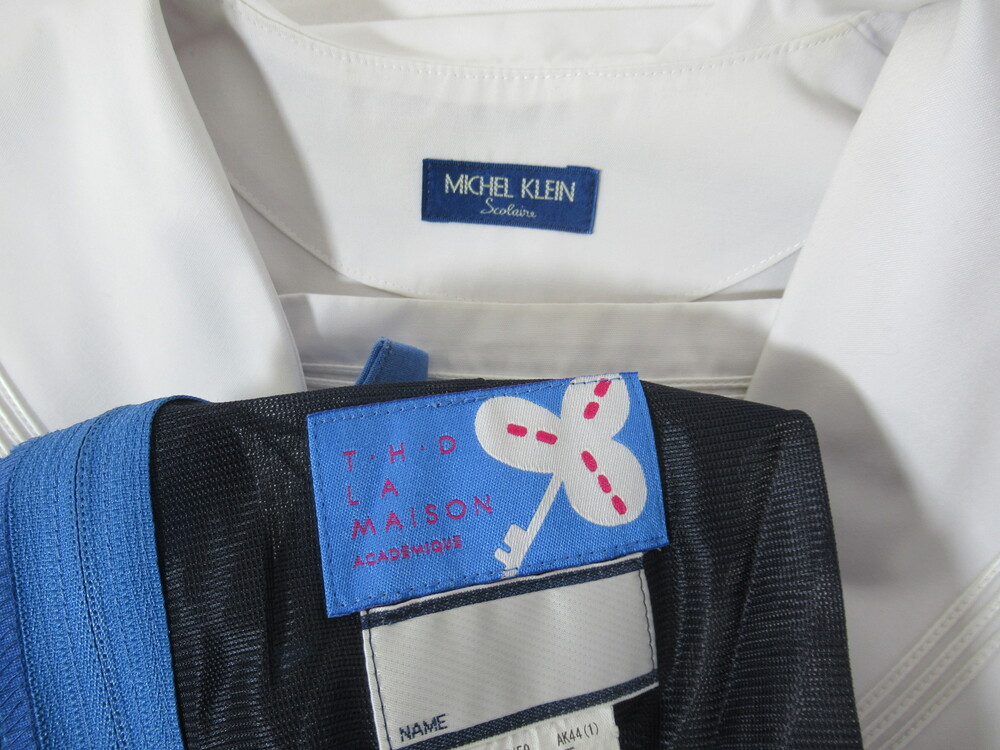 MICHEL KLEIN
Scolaire
T·H·D
LA
MAISON
ACADÉMIQUE
NAME
AK44(1)